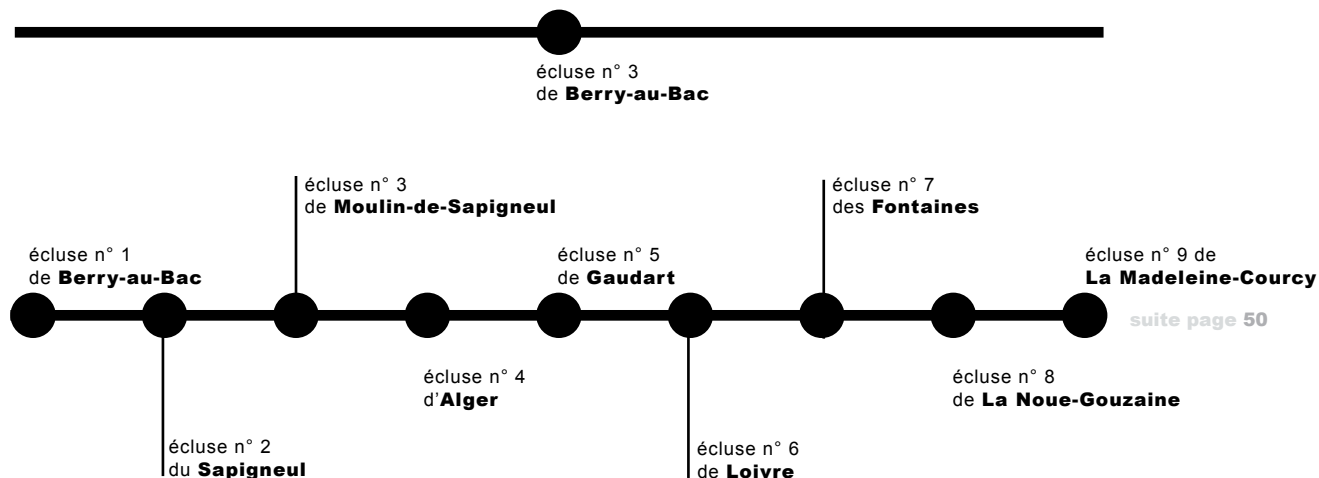 écluse n° 3
de Berry-au-Bac
écluse n° 3
de Moulin-de-Sapigneul
écluse n° 7
des Fontaines
écluse n° 1
de Berry-au-Bac
écluse n° 5
de Gaudart
écluse n° 9 de
La Madeleine-Courcy
suite page 50
écluse n° 4
d'Alger
écluse n° 8
de La Noue-Gouzaine
écluse n° 2
du Sapigneul
écluse n° 6
de Loivre